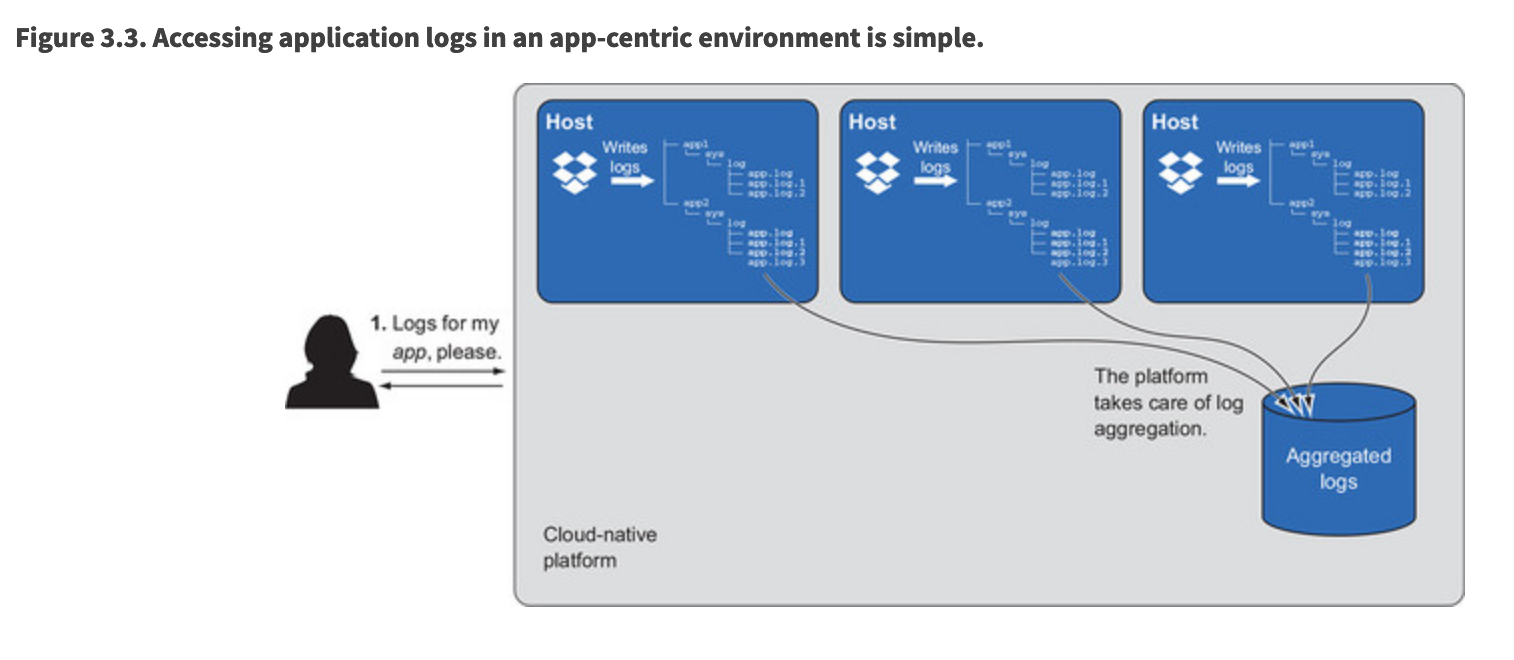 Figure 3.3. Accessing application logs in an app-centric environment is simple.
Host
Writes
logs
app1
sys
log
app.log
app.log.1
app.log.2
app2
sys
log
app.log
app.log.1
app.log.2
app.log.3
Host
Writes
logs
app1
sys
log
app.log
app.log.1
app.log.2
app2
sys
log
app.log
app.log.1
app.log.2
app.log.3
Host
Writes
logs
app1
sys
log
app.log
app.log.1
app.log.2
app2
sys
log
app.log
app.log.1
app.log.2
app.log.3
1. Logs for my
app, please.
The platform
takes care of log
aggregation.
Aggregated
logs
Cloud-native
platform